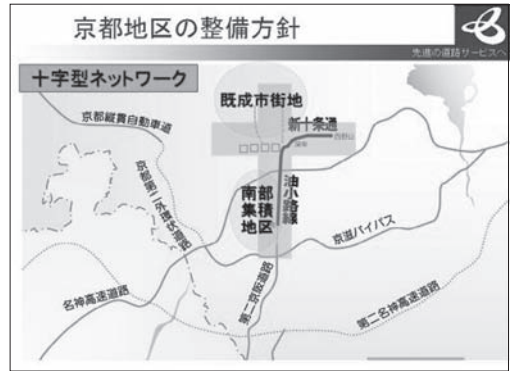 京都地区の整備方針
先進の道路サービスへ
十字型ネットワーク
既成市街地
京都縦貫自動車道
新十条通
京都第二外環状道路
南部集積地区
油小路線
京滋バイパス
名神高速道路
第二京阪道路
第二名神高速道路